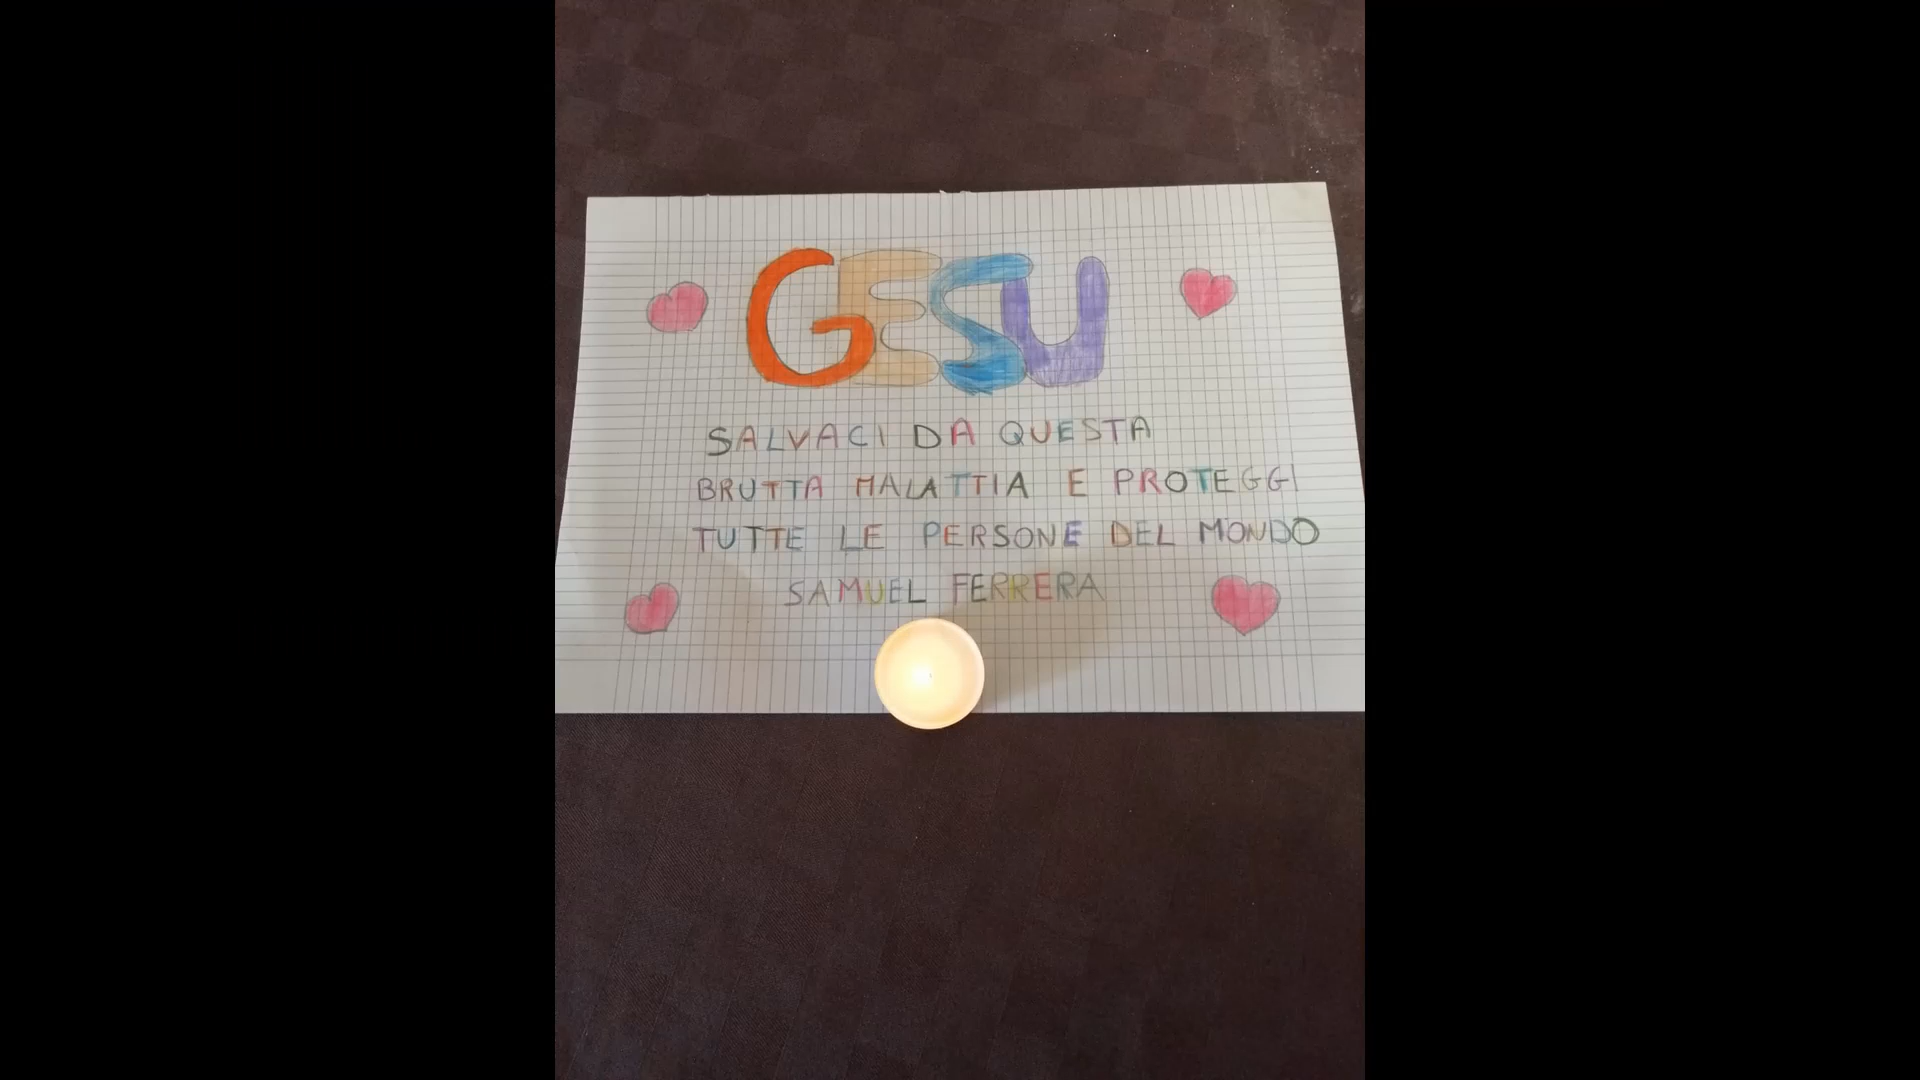 GESU
SALVACI DA QUESTA
BRUTTA MALATTIA E PROTEGGI
TUTTE LE PERSONE DEL MONDO
SAMUEL FERRERA